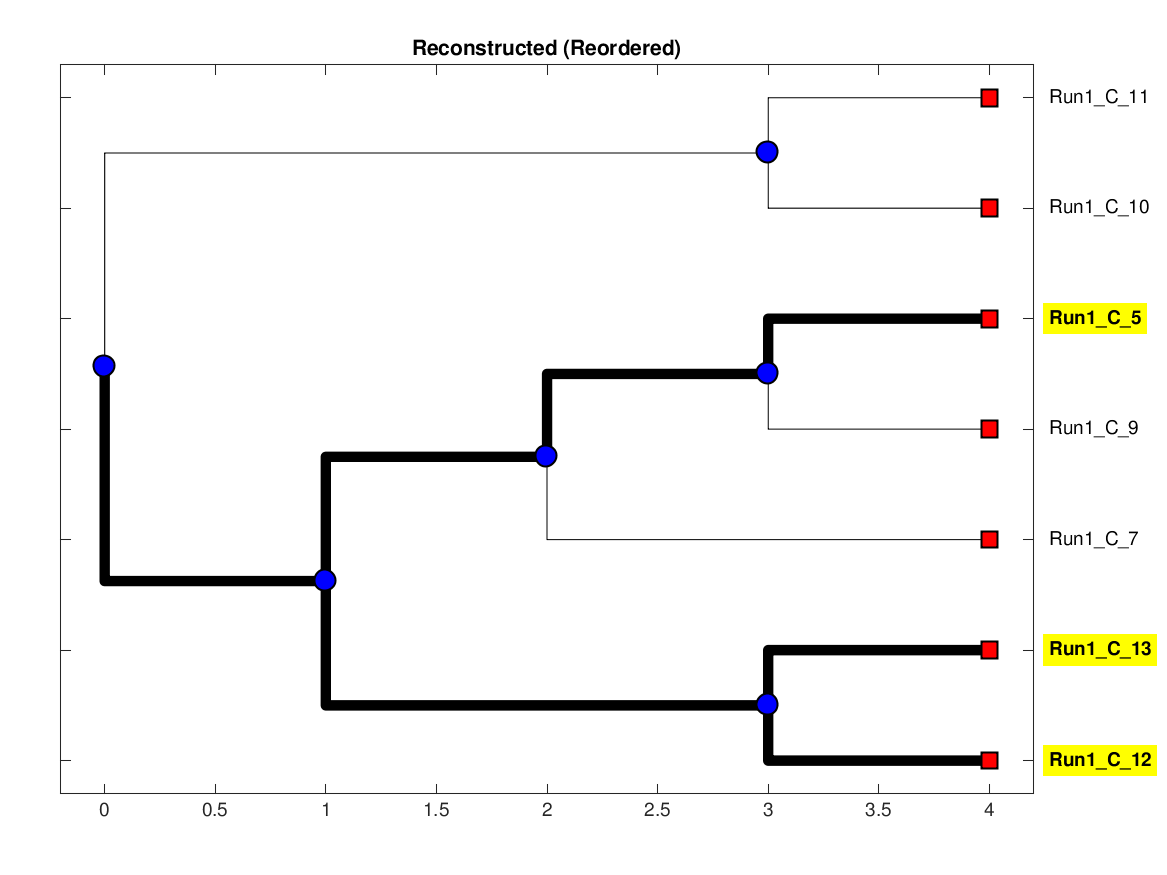 Reconstructed (Reordered)
Run1_C_11
Run1_C_10
Run1_C_5
Run1_C_9
Run1_C_7
Run1_C_13
Run1_C_12
0 0.5 1 1.5 2 2.5 3 3.5 4